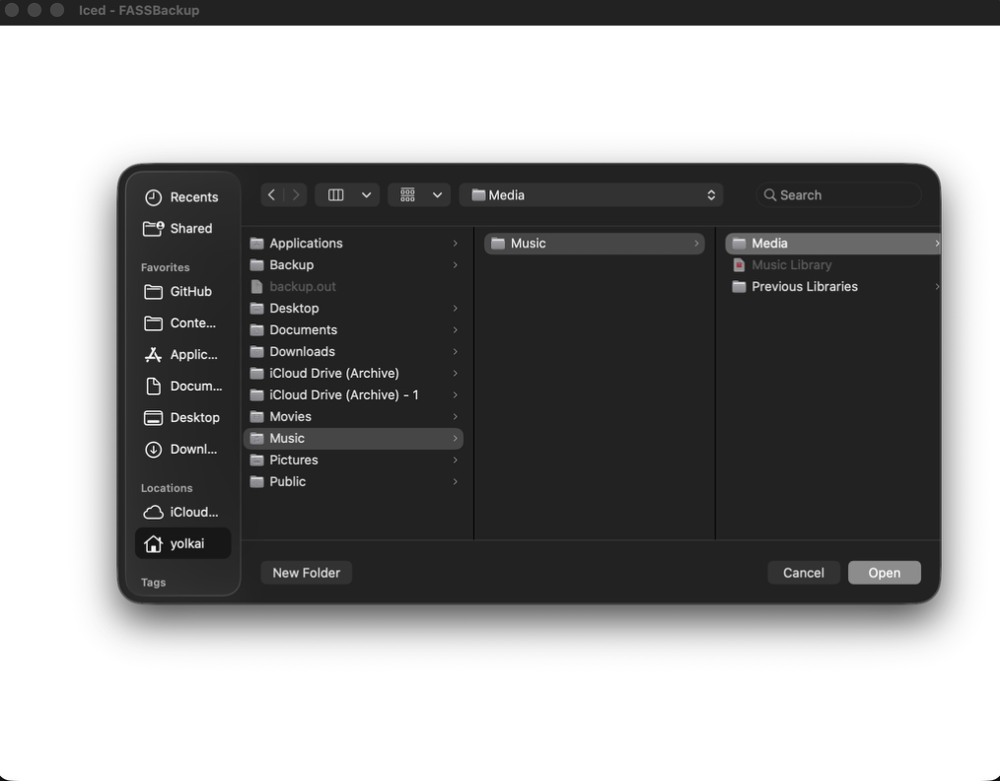 Iced - FASSBackup
Recents
Shared
Favorites
GitHub
Conte...
Applic...
Docum...
Desktop
Downl...
Locations
iCloud...
yolkai
Tags
Media
Search
Applications
Backup
backup.out
Desktop
Documents
Downloads
iCloud Drive (Archive)
iCloud Drive (Archive) - 1
Movies
Music
Pictures
Public
Music
Media
Music Library
Previous Libraries
New Folder
Cancel
Open